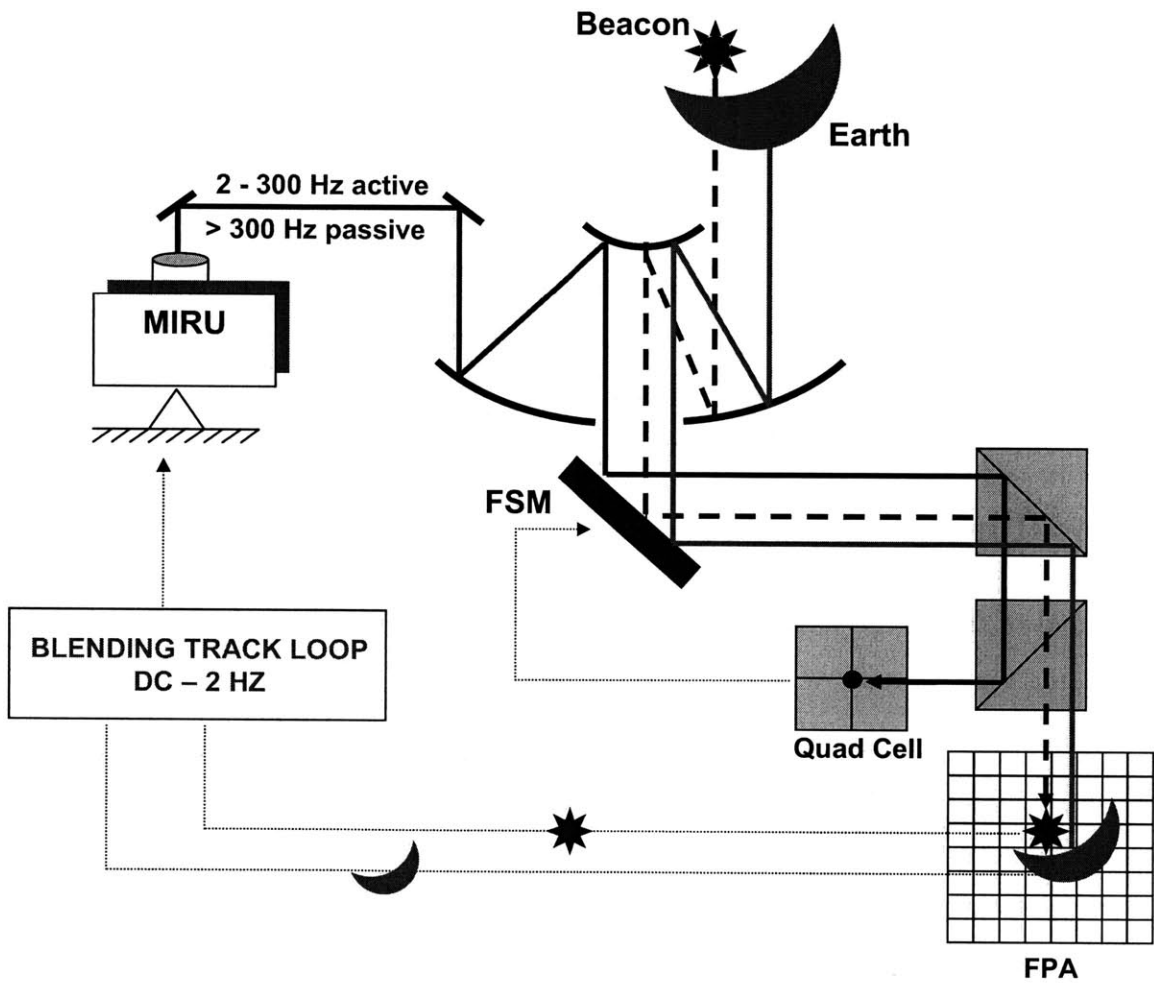 Beacon
Earth
2 - 300 Hz active
> 300 Hz passive
MIRU
FSM
BLENDING TRACK LOOP
DC – 2 HZ
Quad Cell
FPA